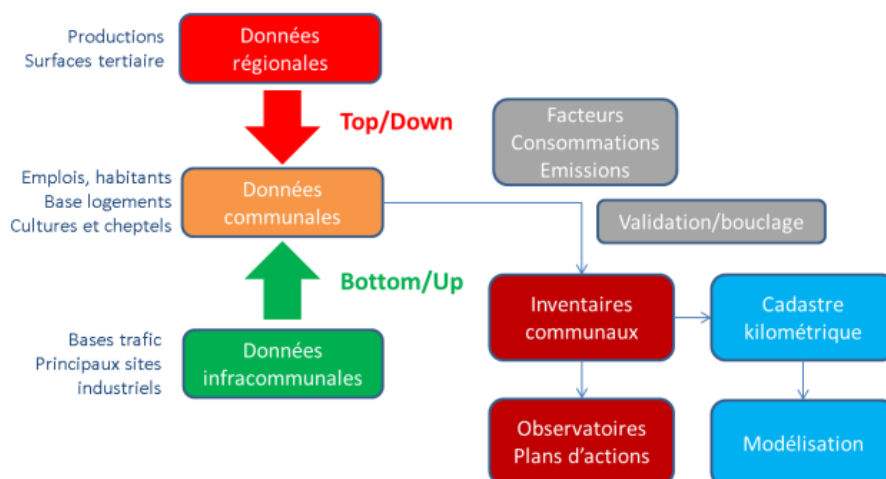 Productions
Surfaces tertiaire
Données
régionales
Top/Down
Facteurs
Consommations
Emissions
Emplois, habitants
Base logements
Cultures et cheptels
Données
communales
Validation/bouclage
Bottom/Up
Inventaires
communaux
Cadastre
kilométrique
Bases trafic
Principaux sites
industriels
Données
infracommunales
Observatoires
Plans d'actions
Modélisation